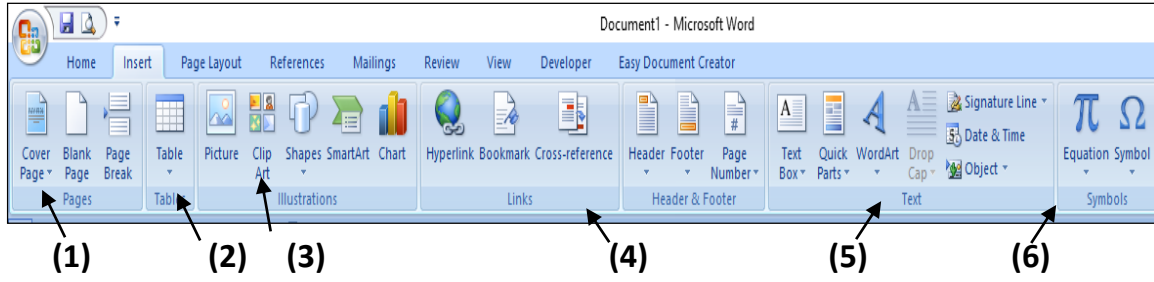 Document1 - Microsoft Word
Home Insert Page Layout References Mailings Review View Developer Easy Document Creator
Cover Page Blank Page Page Break Table Picture Clip Art Shapes SmartArt Chart Hyperlink Bookmark Cross-reference Header Footer Page Number # Text Box A Quick Parts WordArt A Drop Cap A Signature Line Date & Time Object Equation π Symbol Ω
Pages Tables Illustrations Links Header & Footer Text Symbols
(1) (2) (3) (4) (5) (6)